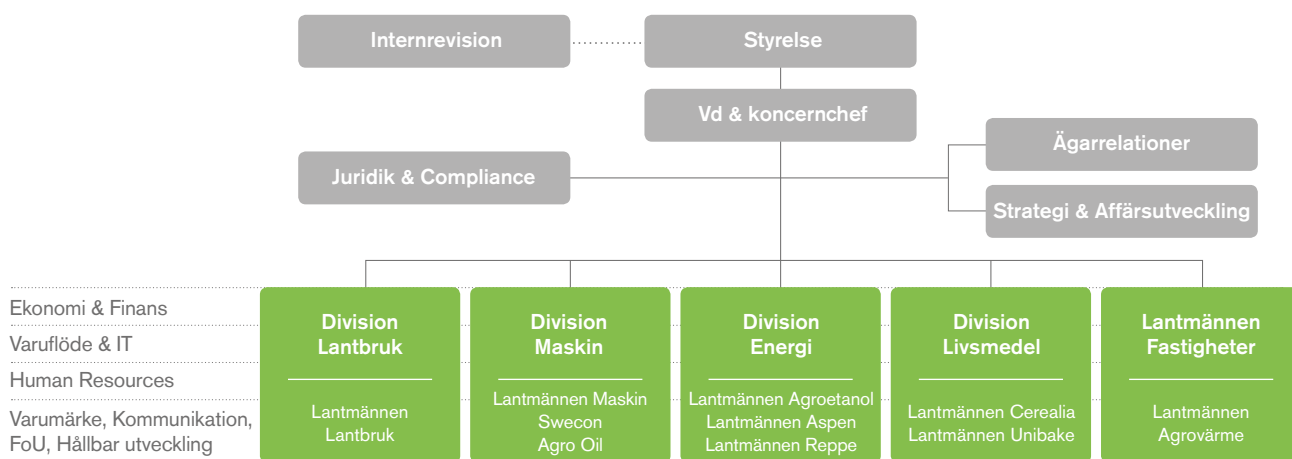 Internrevision
Styrelse
Vd & koncernchef
Ägarrelationer
Juridik & Compliance
Strategi & Affärsutveckling
Ekonomi & Finans
Varuflöde & IT
Human Resources
Varumärke, Kommunikation,
FoU, Hållbar utveckling
Division
Lantbruk
Lantmännen
Lantbruk
Division
Maskin
Lantmännen Maskin
Swecon
Agro Oil
Division
Energi
Lantmännen Agroetanol
Lantmännen Aspen
Lantmännen Reppe
Division
Livsmedel
Lantmännen Cerealia
Lantmännen Unibake
Lantmännen
Fastigheter
Lantmännen
Agrovärme